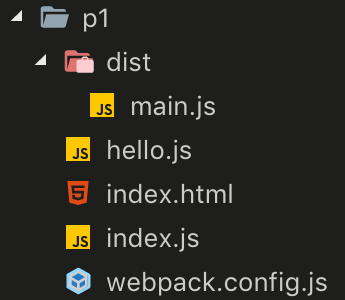 p1
dist
JS main.js
JS hello.js
5 index.html
JS index.js
webpack.config.js